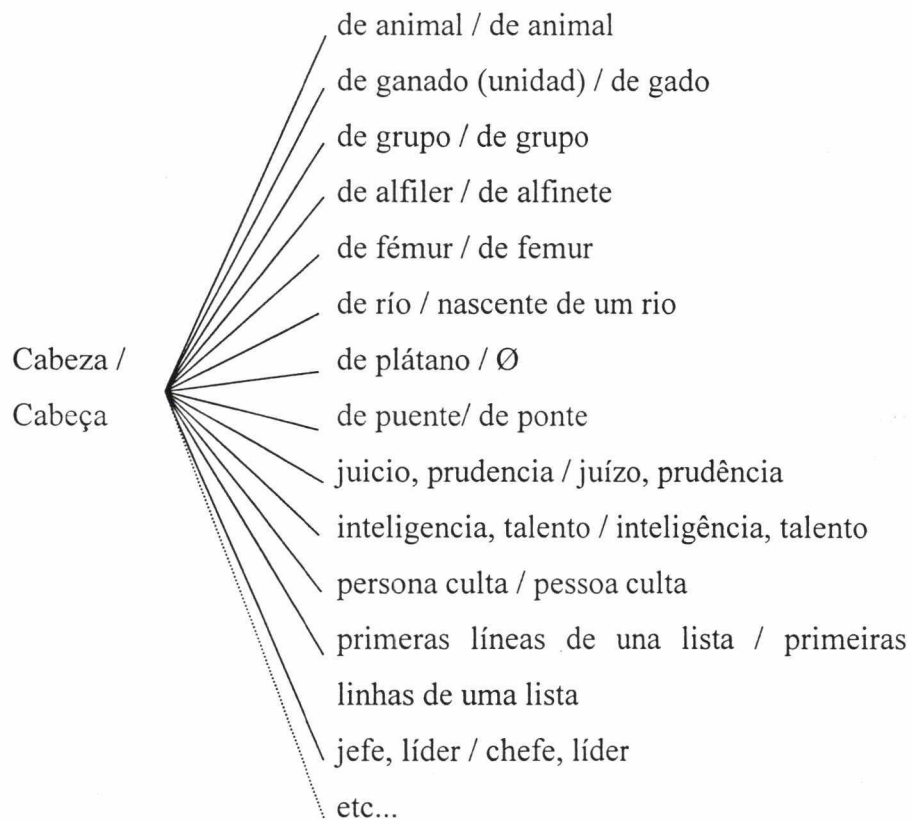 de animal / de animal
de ganado (unidad) / de gado
de grupo / de grupo
de alfiler / de alfinete
de fémur / de femur
de río / nascente de um rio
Cabeza /
de plátano / Ø
Cabeça
de puente/ de ponte
juicio, prudencia / juízo, prudência
inteligencia, talento / inteligência, talento
persona culta / pessoa culta
primeras líneas de una lista / primeiras
linhas de uma lista
jefe, líder / chefe, líder
etc...